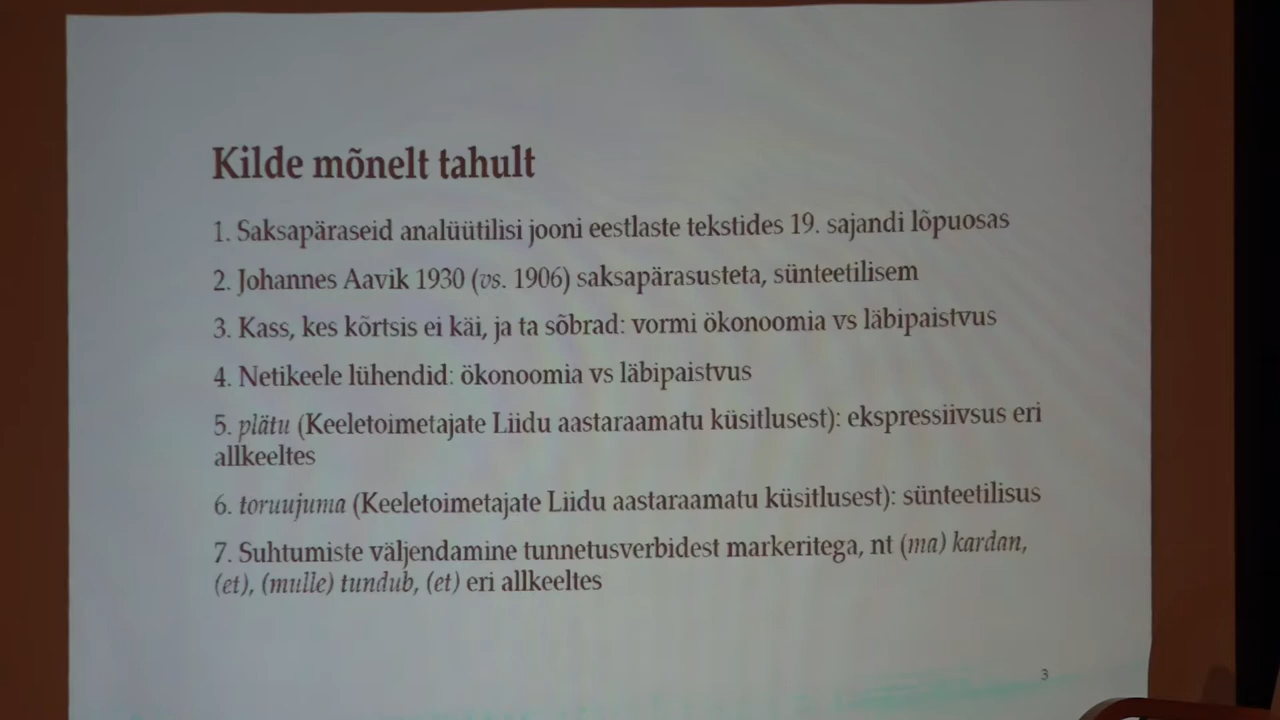 Kilde mõnelt tahult
1. Saksapäraseid analüütilisi jooni eestlaste tekstides 19. sajandi lõpuosas
2. Johannes Aavik 1930 (vs. 1906) saksapärasusteta, sünteetilisem
3. Kass, kes kõrtsis ei käi, ja ta sõbrad: vormi ökonoomia vs läbipaistvus
4. Netikeele lühendid: ökonoomia vs läbipaistvus
5. plätu (Keeletoimetajate Liidu aastaraamatu küsitlusest): ekspressiivsus eri
allkeeltes
6. toruujuma (Keeletoimetajate Liidu aastaraamatu küsitlusest): sünteetilisus
7. Suhtumiste väljendamine tunnetusverbidest markeritega, nt (ma) kardan,
(et), (mulle) tundub, (et) eri allkeeltes
3